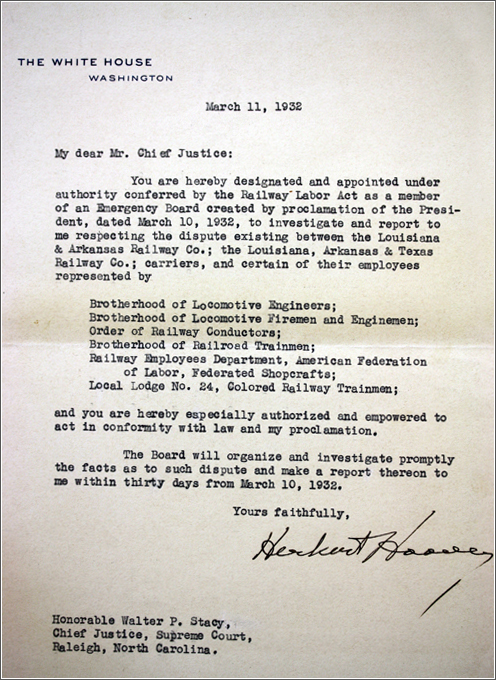 THE WHITE HOUSE
WASHINGTON
March 11, 1932
My dear Mr. Chief Justice:
You are hereby designated and appointed under
authority conferred by the Railway Labor Act as a member
of an Emergency Board created by proclamation of the Presi-
dent, dated March 10, 1932, to investigate and report to
me respecting the dispute existing between the Louisiana
& Arkansas Railway Co.; the Louisiana, Arkansas & Texas
Railway Co.; carriers, and certain of their employees
represented by
Brotherhood of Locomotive Engineers;
Brotherhood of Locomotive Firemen and Enginemen;
Order of Railway Conductors;
Brotherhood of Railroad Trainmen;
Railway Employees Department, American Federation
of Labor, Federated Shopcrafts;
Local Lodge No. 24, Colored Railway Trainmen;
and you are hereby especially authorized and empowered to
act in conformity with law and my proclamation.
The Board will organize and investigate promptly
the facts as to such dispute and make a report thereon to
me within thirty days from March 10, 1932.
Yours faithfully,
Herbert Hoover
Honorable Walter P. Stacy,
Chief Justice, Supreme Court,
Raleigh, North Carolina.